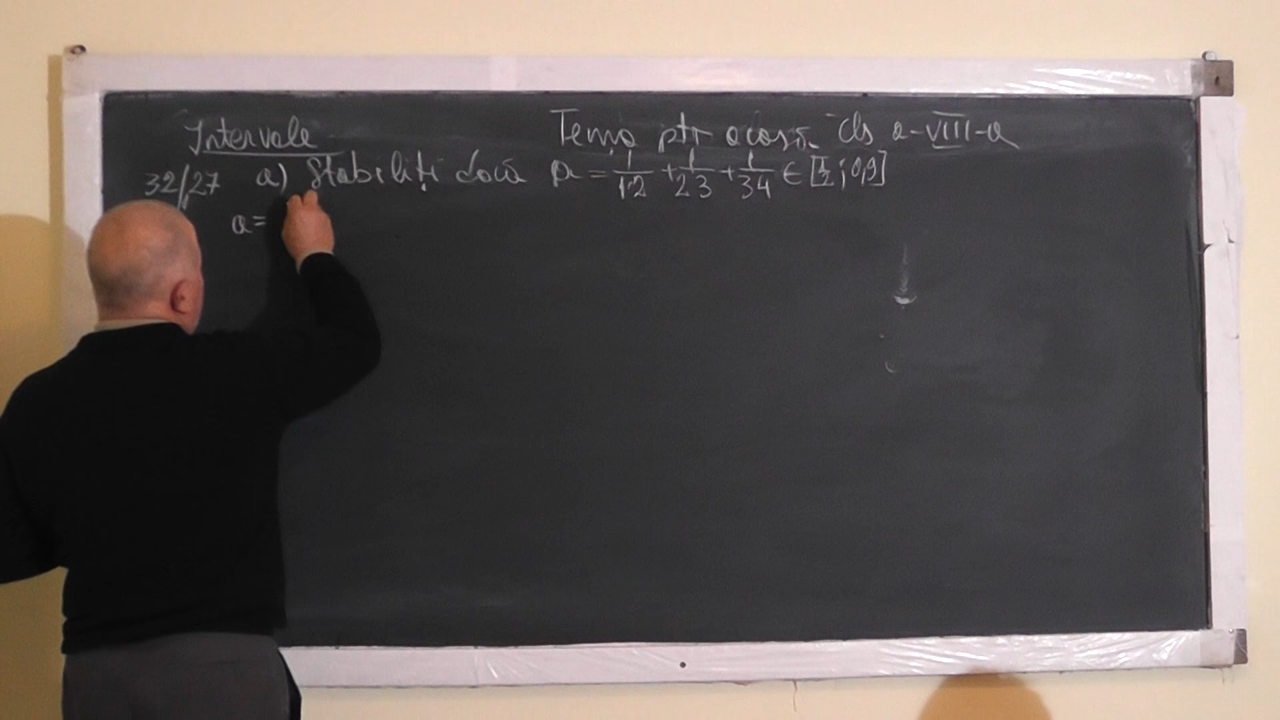 Intervale
Tema ptr acasă cls a-VIII-a
32/27 a) Stabiliți dacă a = 1/1·2 + 1/2·3 + 1/3·4 ∈ [1/2; 0,9]
a=